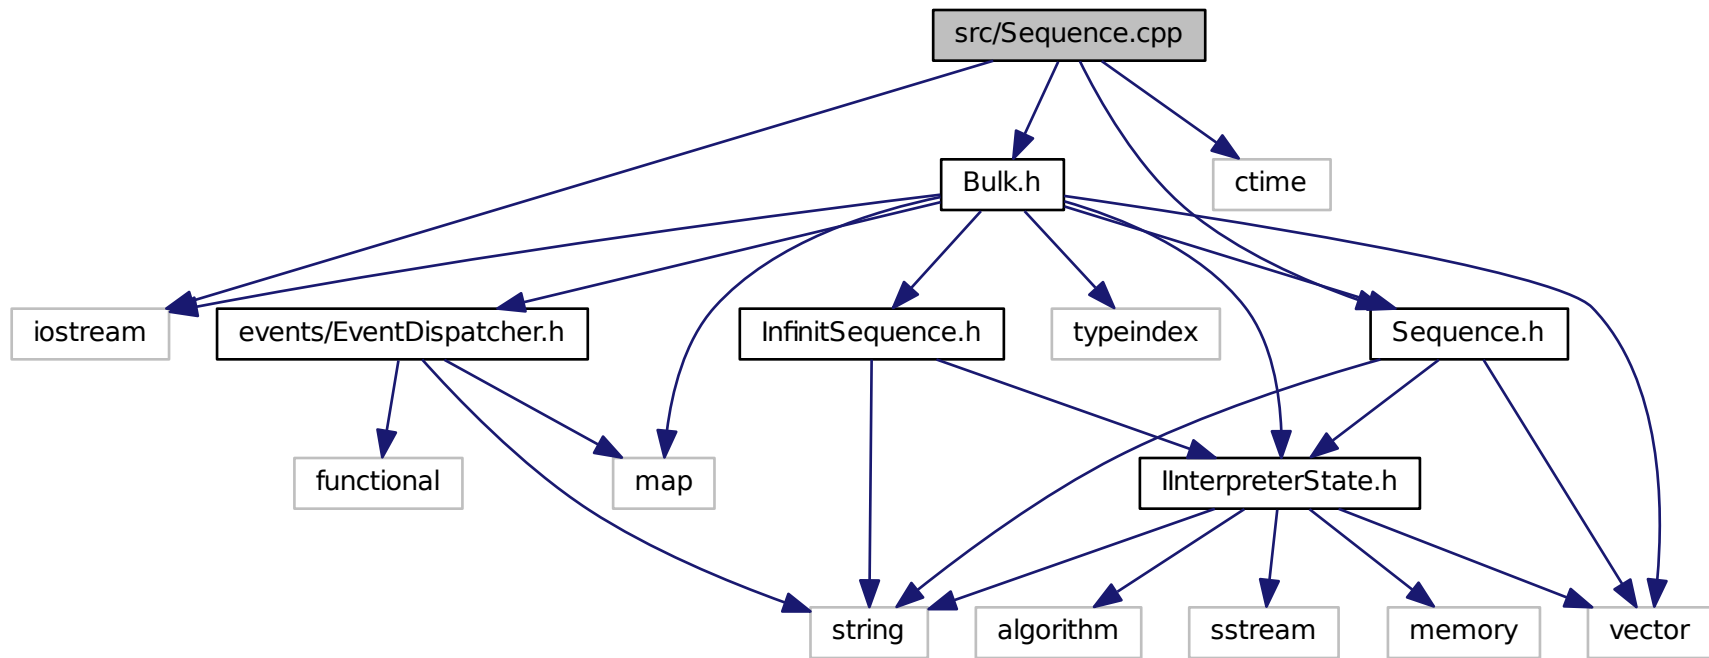 src/Sequence.cpp
Bulk.h
ctime
iostream
events/EventDispatcher.h
InfinitSequence.h
typeindex
Sequence.h
functional
map
IInterpreterState.h
string
algorithm
sstream
memory
vector